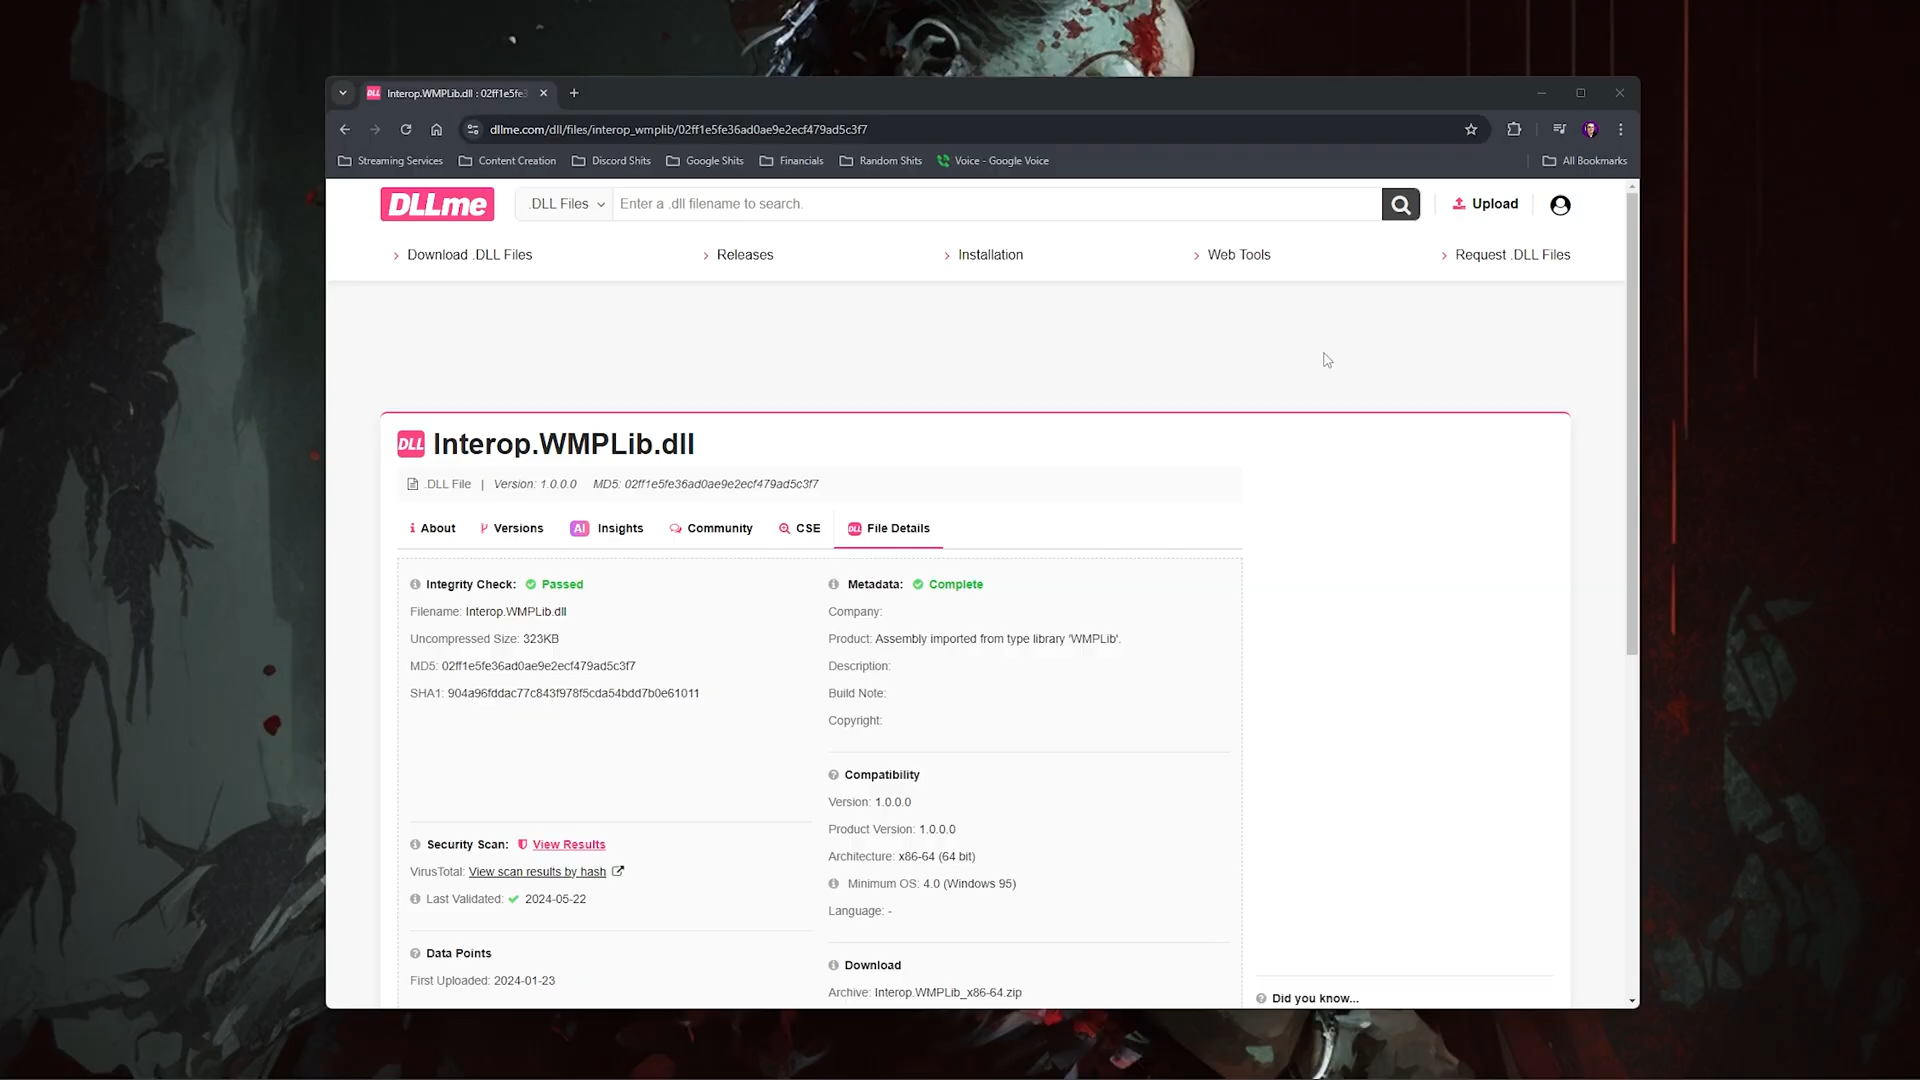 DLL Interop.WMPLib.dll : 02ff1e5fe3
dllme.com/dll/files/interop_wmplib/02ff1e5fe36ad0ae9e2ecf479ad5c3f7
Streaming Services Content Creation Discord Shits Google Shits Financials Random Shits Voice - Google Voice All Bookmarks
DLLme .DLL Files Enter a .dll filename to search. Upload
Download .DLL Files Releases Installation Web Tools Request .DLL Files
DLL Interop.WMPLib.dll
.DLL File | Version: 1.0.0.0 MD5: 02ff1e5fe36ad0ae9e2ecf479ad5c3f7
About Versions AI Insights Community CSE DLL File Details
Integrity Check: Passed
Filename: Interop.WMPLib.dll
Uncompressed Size: 323KB
MD5: 02ff1e5fe36ad0ae9e2ecf479ad5c3f7
SHA1: 904a96fddac77c843f978f5cda54bdd7b0e61011
Security Scan: View Results
VirusTotal: View scan results by hash
Last Validated: 2024-05-22
Data Points
First Uploaded: 2024-01-23
Metadata: Complete
Company:
Product: Assembly imported from type library 'WMPLib'.
Description:
Build Note:
Copyright:
Compatibility
Version: 1.0.0.0
Product Version: 1.0.0.0
Architecture: x86-64 (64 bit)
Minimum OS: 4.0 (Windows 95)
Language: -
Download
Archive: Interop.WMPLib_x86-64.zip
Did you know...